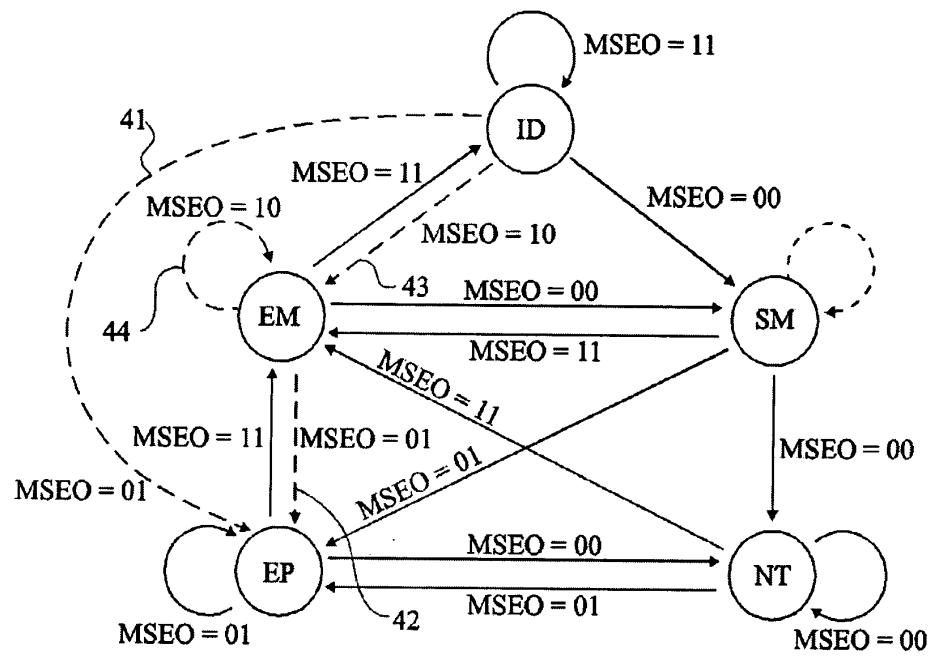 MSEO = 11
ID
41
MSEO = 11
MSEO = 00
MSEO = 10
MSEO = 10
43
44
EM
MSEO = 00
SM
MSEO = 11
MSEO = 11
MSEO = 11
MSEO = 01
MSEO = 01
MSEO = 00
MSEO = 01
EP
MSEO = 00
NT
MSEO = 01
42
MSEO = 01
MSEO = 00